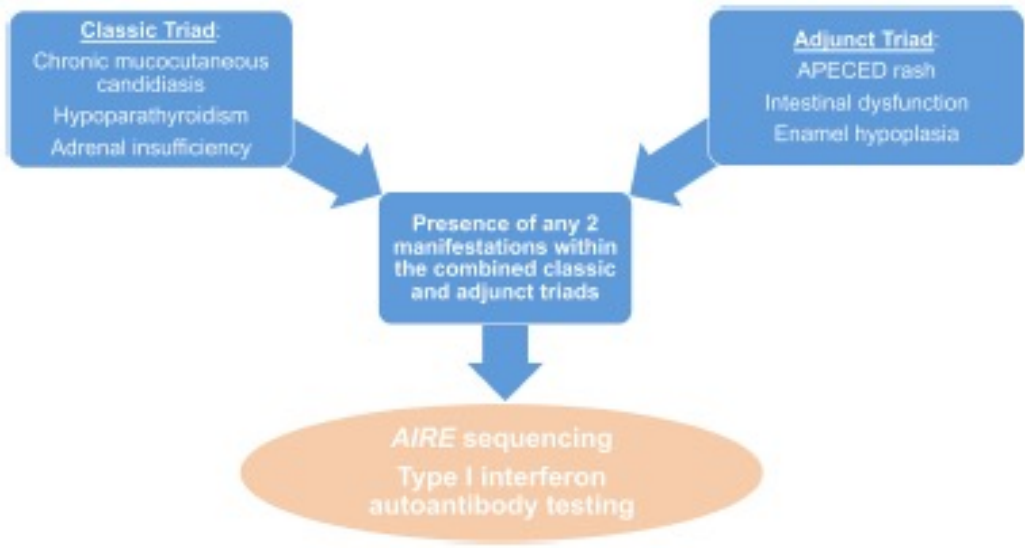 Classic Triad:
Chronic mucocutaneous
candidiasis
Hypoparathyroidism
Adrenal insufficiency
Adjunct Triad:
APECED rash
Intestinal dysfunction
Enamel hypoplasia
Presence of any 2
manifestations within
the combined classic
and adjunct triads
AIRE sequencing
Type I interferon
autoantibody testing